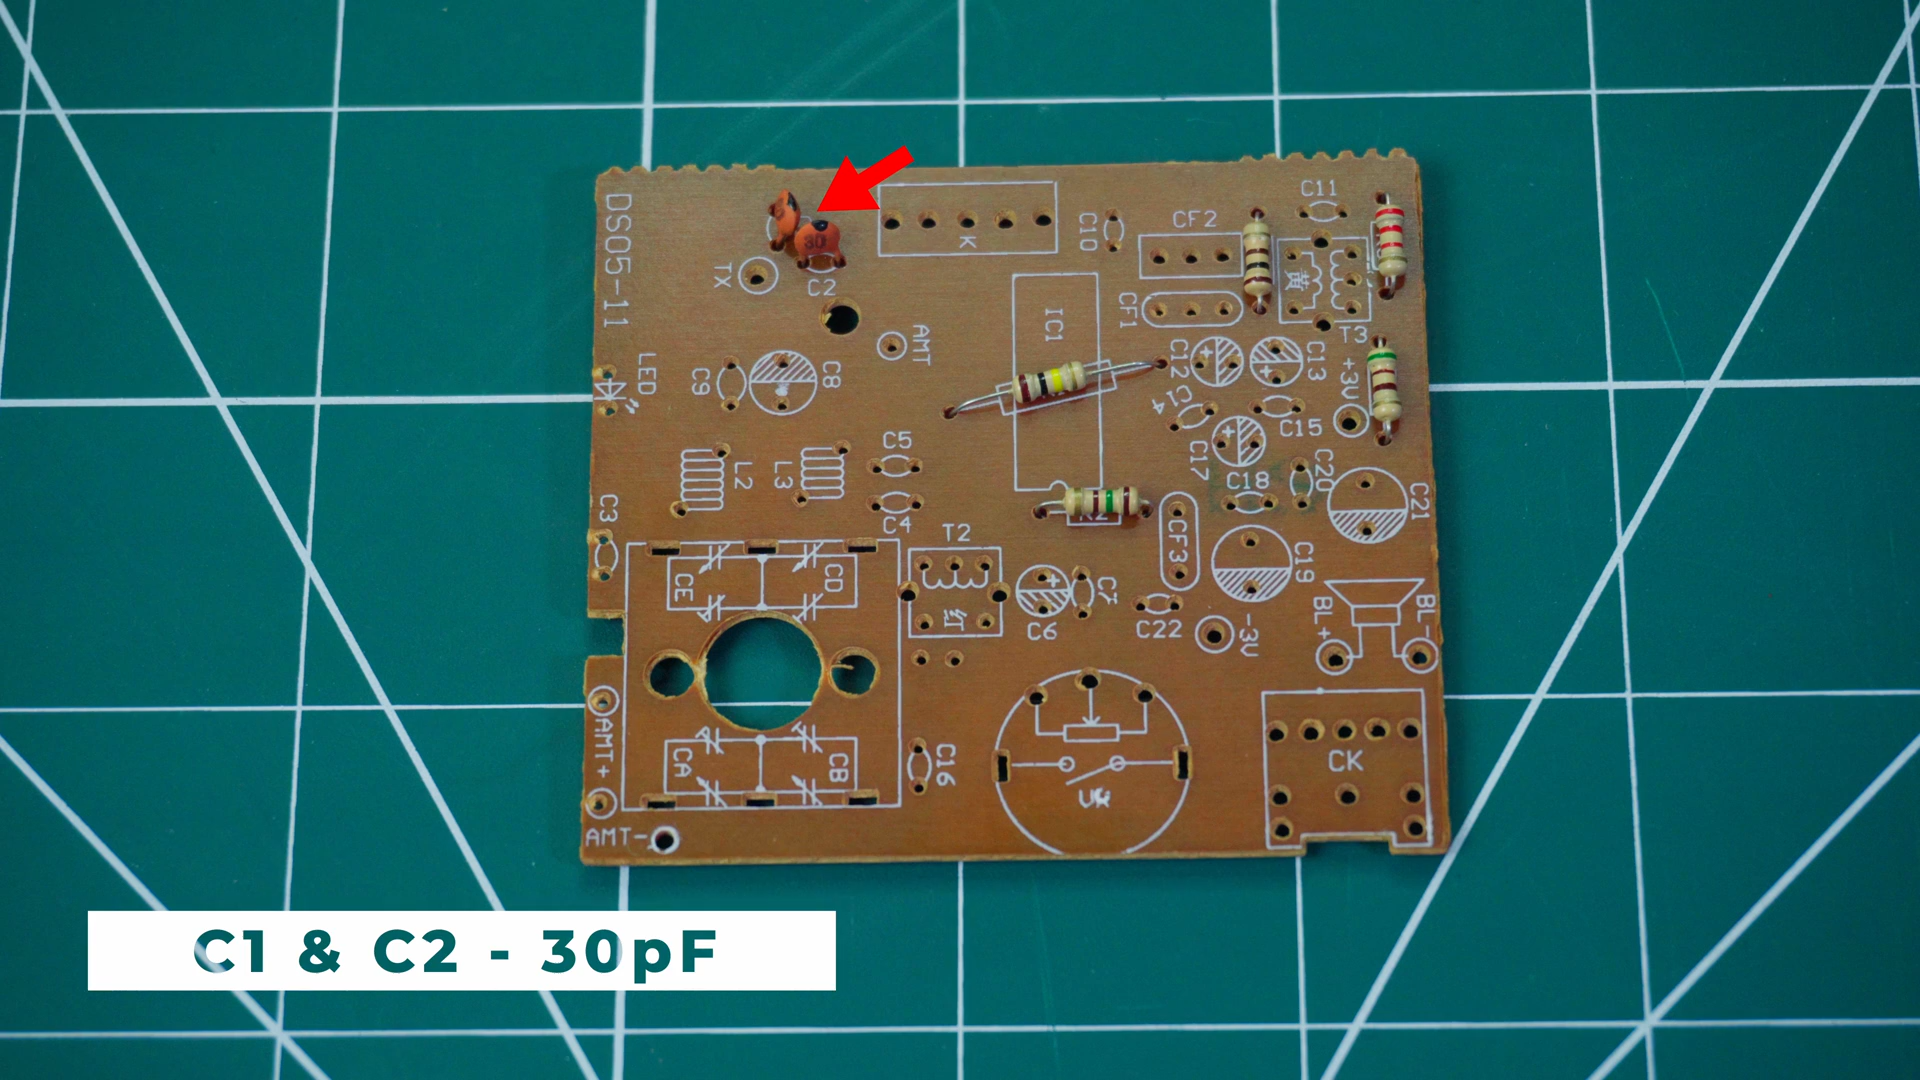 DS05-11
30
C2
TX
K
C10
CF2
C11
黄
T3
CF1
IC1
AMT
LED
C9
C8
C12
C13
+3V
C14
C15
C17
L2
L3
C5
C4
C18
C20
C21
C3
R2
CF3
C19
T2
红
C6
C7
C22
-3V
BL+
BL-
CE
CD
CA
CB
C16
CK
AMT+
AMT-
C1 & C2 - 30pF